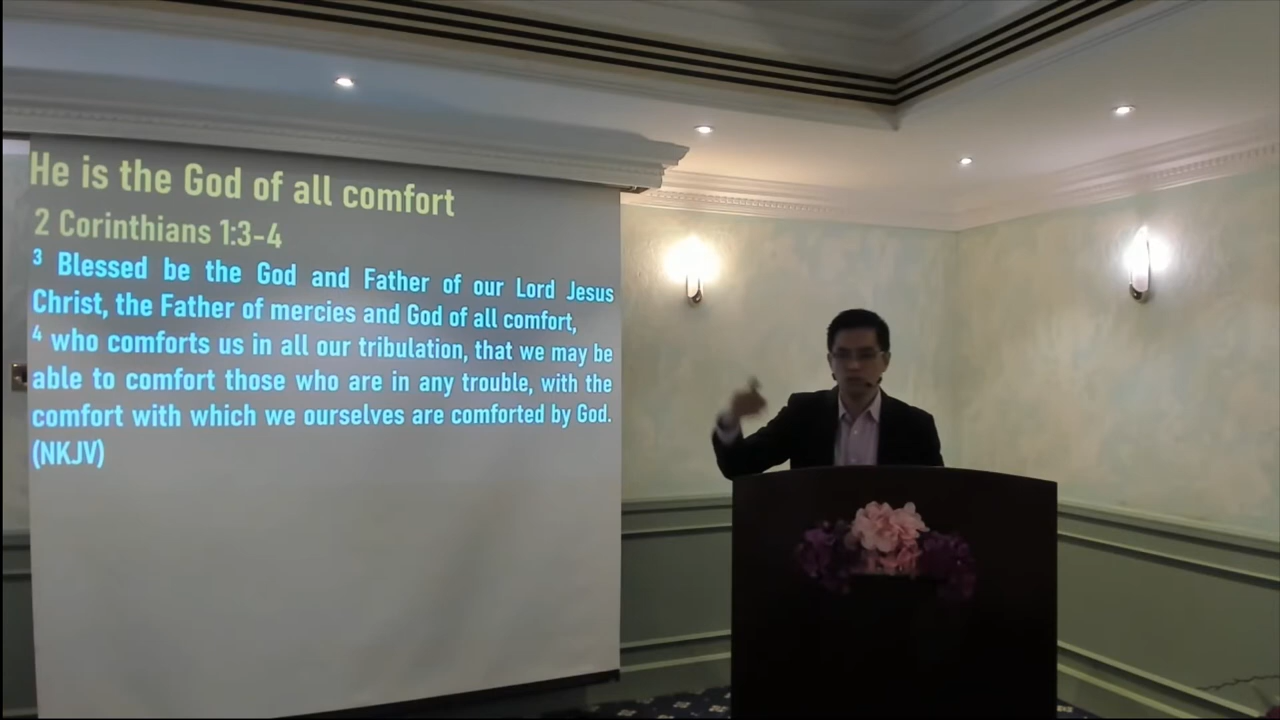 He is the God of all comfort
2 Corinthians 1:3-4
3 Blessed be the God and Father of our Lord Jesus
Christ, the Father of mercies and God of all comfort,
4 who comforts us in all our tribulation, that we may be
able to comfort those who are in any trouble, with the
comfort with which we ourselves are comforted by God.
(NKJV)